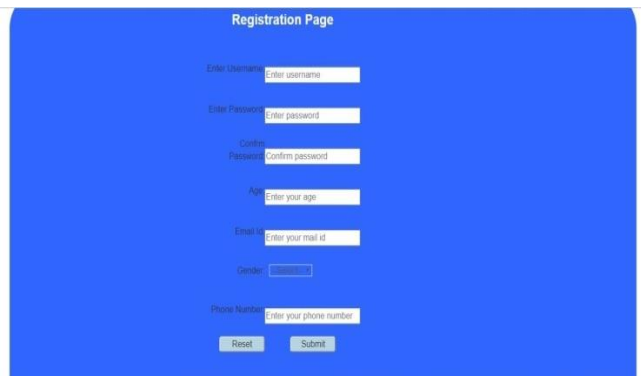 Registration Page
Enter Username
Enter username
Enter Password
Enter password
Confirm
Password Confirm password
Age
Enter your age
Email Id
Enter your mail id
Gender
Phone Number
Enter your phone number
Reset Submit